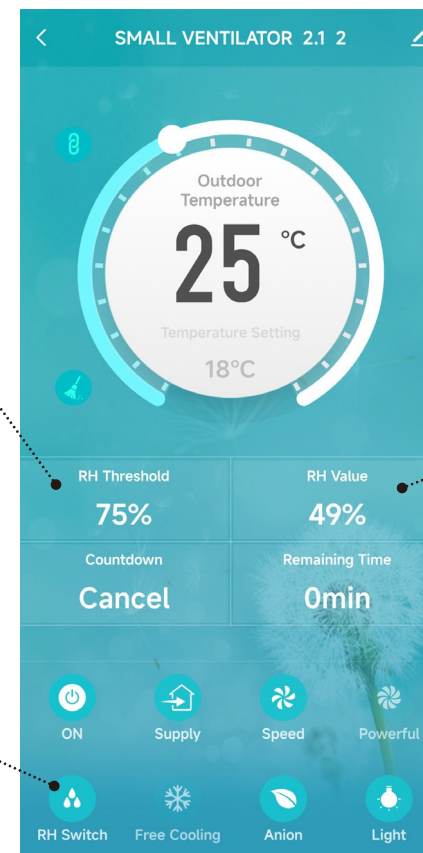 SMALL VENTILATOR 2.1 2
Outdoor
Temperature
25 °C
Temperature Setting
18°C
RH Threshold
RH Value
75%
49%
Countdown
Remaining Time
Cancel
0min
ON
Supply
Speed
Powerful
RH Switch
Free Cooling
Anion
Light